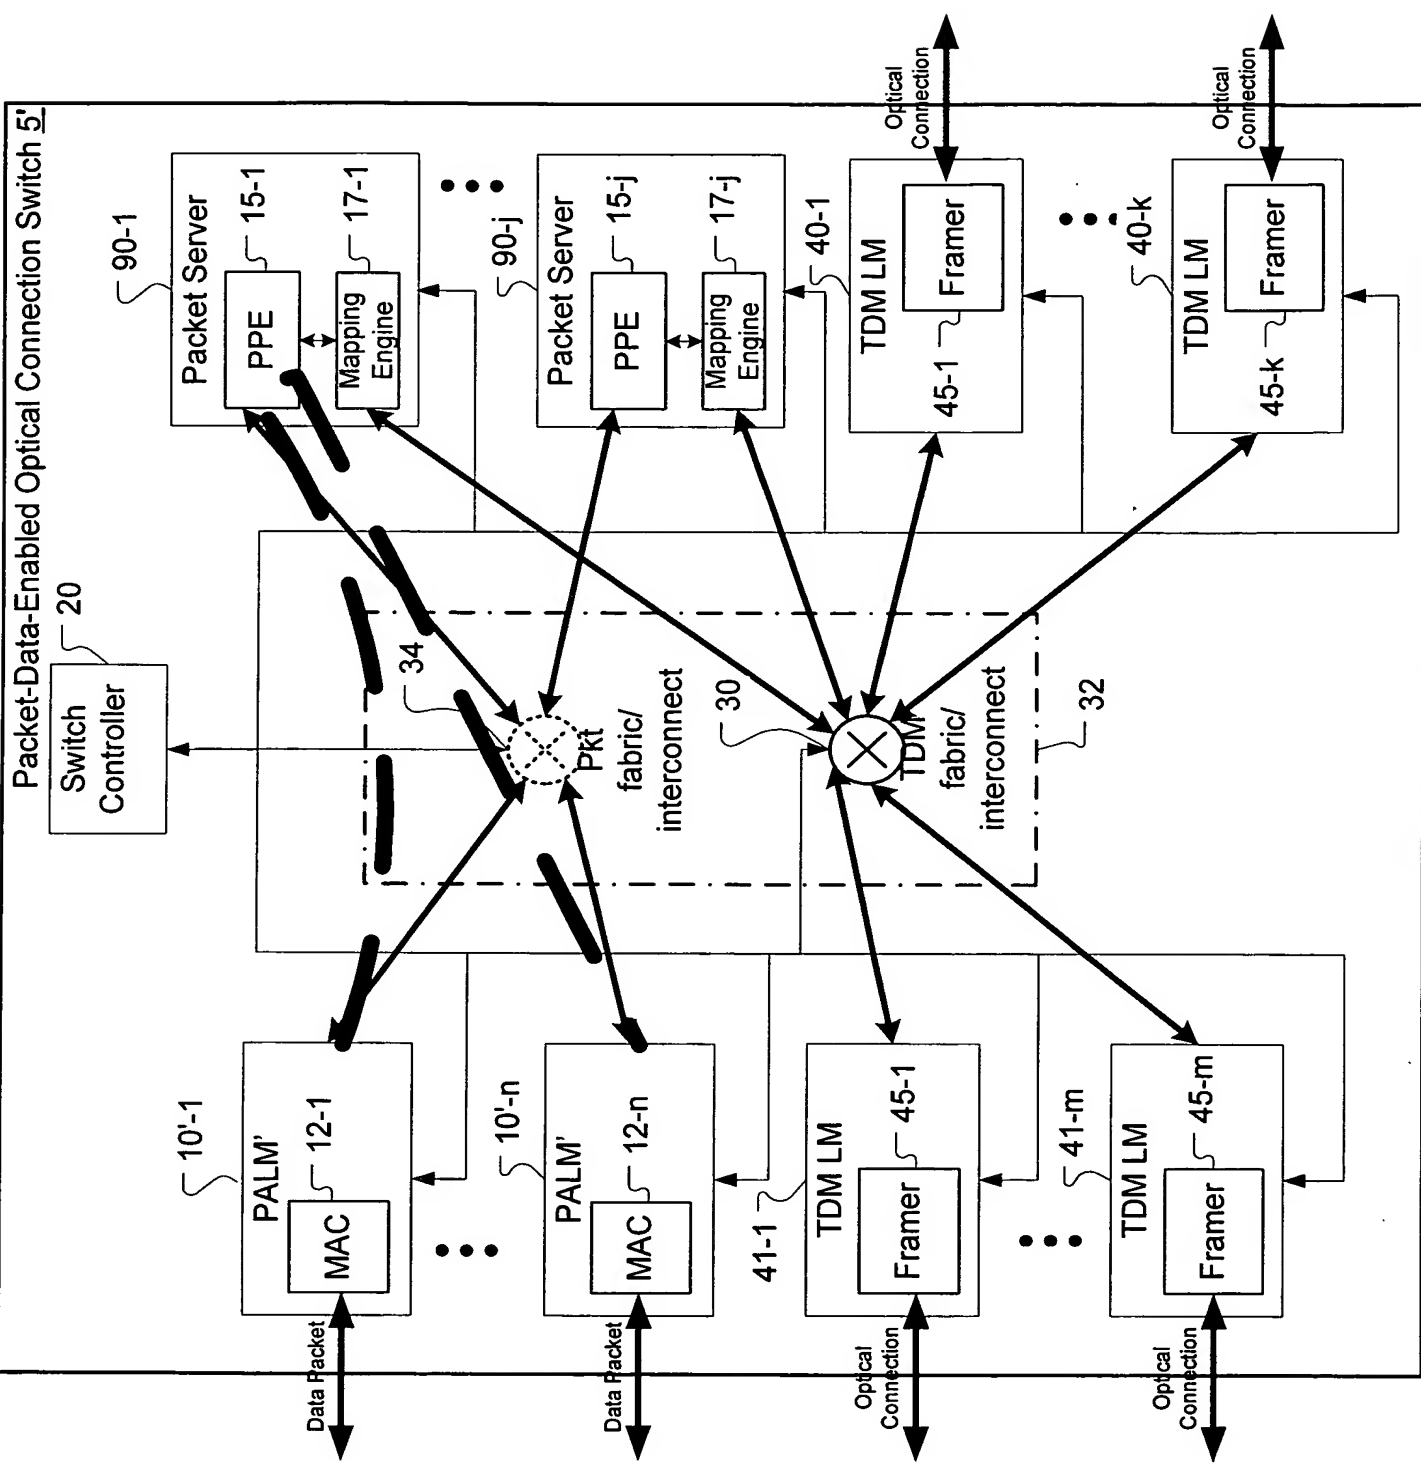 Packet-Data-Enabled Optical Connection Switch 5'
Switch
Controller
20
10'-1
PALM'
12-1
MAC
Data Packet
10'-n
PALM'
12-n
MAC
Data Packet
41-1
TDM LM
45-1
Framer
Optical
Connection
41-m
TDM LM
45-m
Framer
Optical
Connection
34
Pkt
fabric/
interconnect
30
TDM
fabric/
interconnect
32
90-1
Packet Server
15-1
PPE
17-1
Mapping
Engine
90-j
Packet Server
15-j
PPE
17-j
Mapping
Engine
40-1
TDM LM
45-1
Framer
Optical
Connection
40-k
TDM LM
45-k
Framer
Optical
Connection